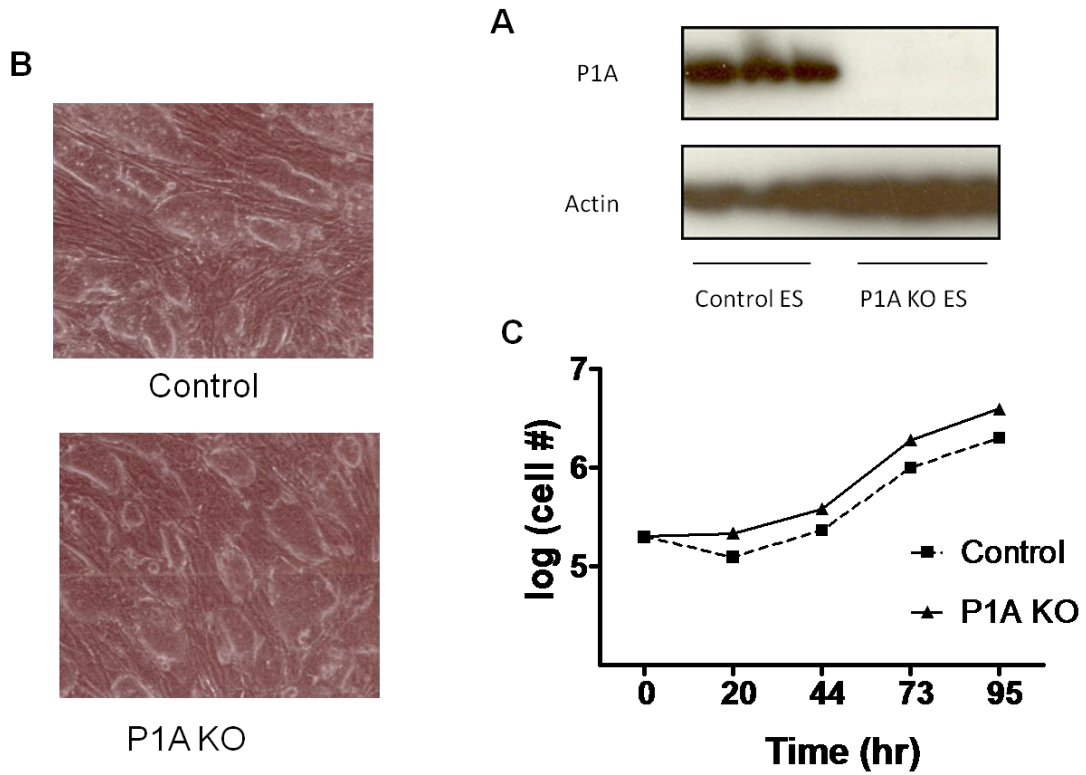 A
P1A
Actin
Control ES P1A KO ES
B
Control
P1A KO
C
7
6
5
log (cell #)
Control
P1A KO
0 20 44 73 95
Time (hr)